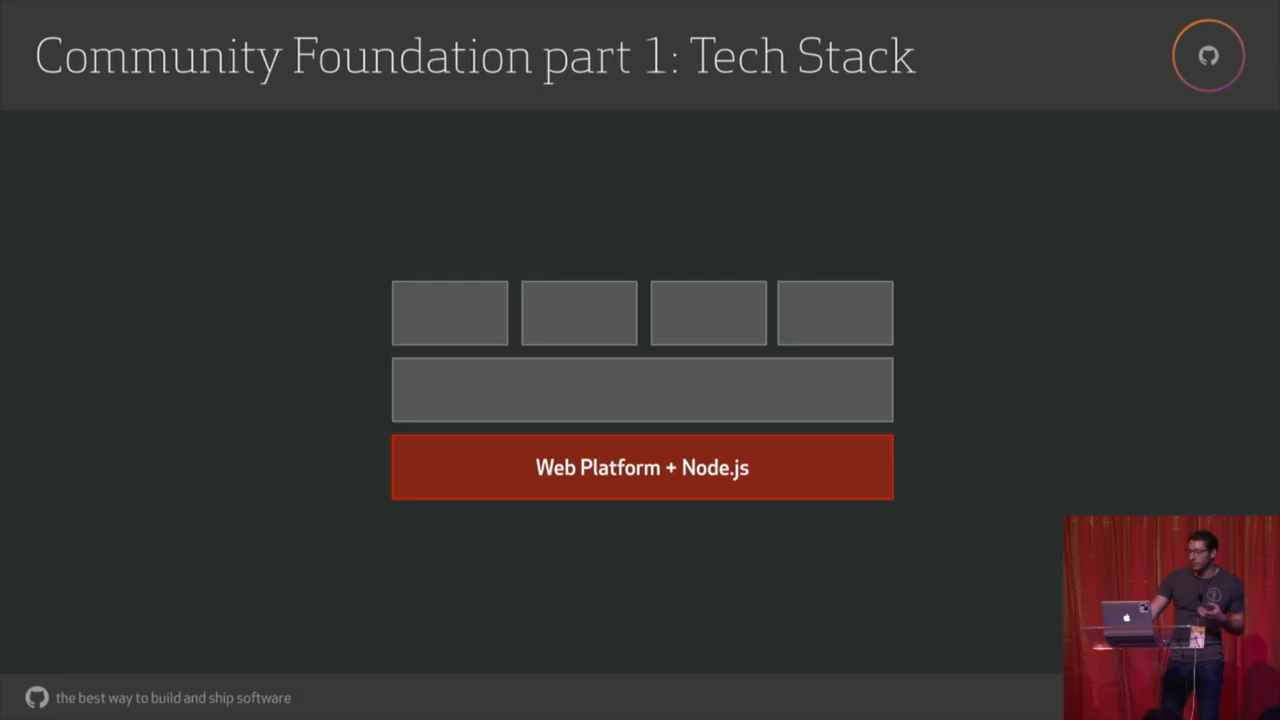 Community Foundation part 1: Tech Stack
Web Platform + Node.js
the best way to build and ship software